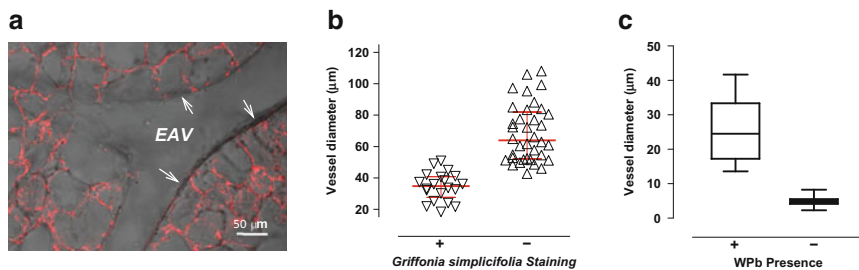 a
EAV
50 μm
b
Vessel diameter (μm)
120
100
80
60
40
20
+
−
Griffonia simplicifolia Staining
c
Vessel diameter (μm)
50
40
30
20
10
0
+
−
WPb Presence